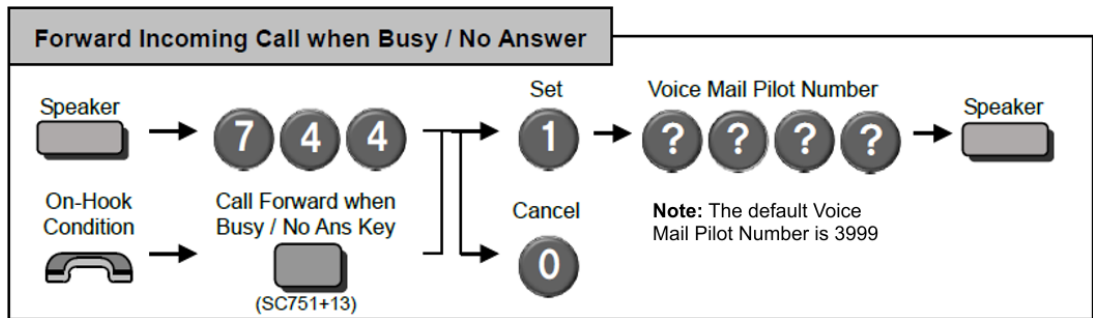 Forward Incoming Call when Busy / No Answer
Speaker
7 4 4
Set
1
Voice Mail Pilot Number
? ? ? ?
Speaker
On-Hook
Condition
Call Forward when
Busy / No Ans Key
(SC751+13)
Cancel
0
Note: The default Voice
Mail Pilot Number is 3999